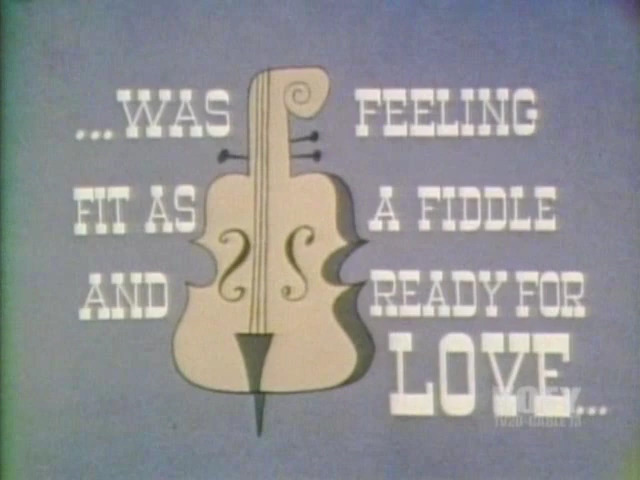 ...WAS FEELING
FIT AS A FIDDLE
AND READY FOR
LOVE...